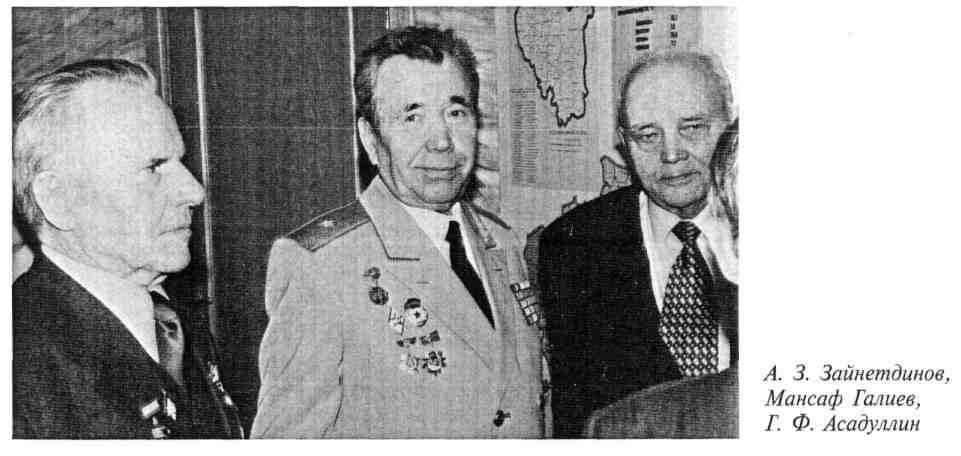 А. З. Зайнетдинов,
Мансаф Галиев,
Г. Ф. Асадуллин